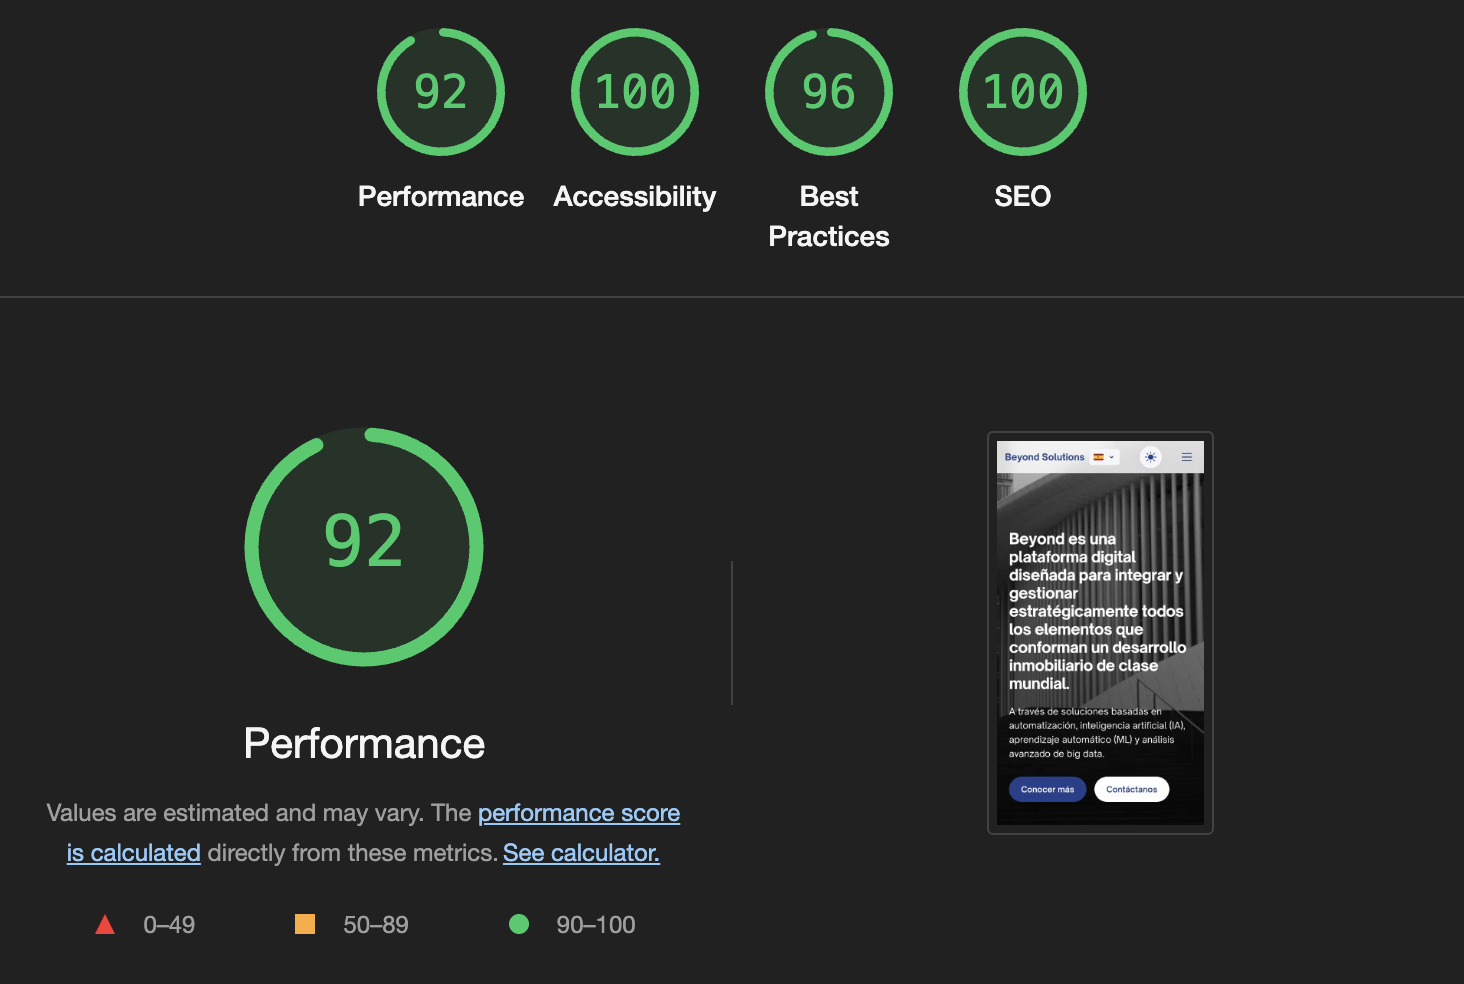 92
100
96
100
Performance
Accessibility
Best
Practices
SEO
92
Performance
Values are estimated and may vary. The performance score
is calculated directly from these metrics. See calculator.
0–49
50–89
90–100
Beyond Solutions
Beyond es una
plataforma digital
diseñada para integrar y
gestionar
estratégicamente todos
los elementos que
conforman un desarrollo
inmobiliario de clase
mundial.
A través de soluciones basadas en
automatización, inteligencia artificial (IA),
aprendizaje automático (ML) y análisis
avanzado de big data.
Conocer más
Contáctanos